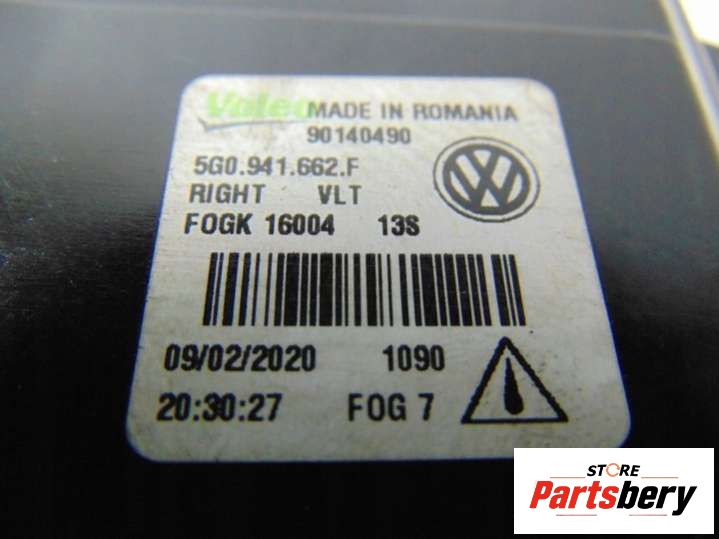 Valeo MADE IN ROMANIA
90140490
5G0.941.662.F
RIGHT VLT
FOGK 16004 13S
09/02/2020 1090
20:30:27 FOG 7
STORE
Partsbery